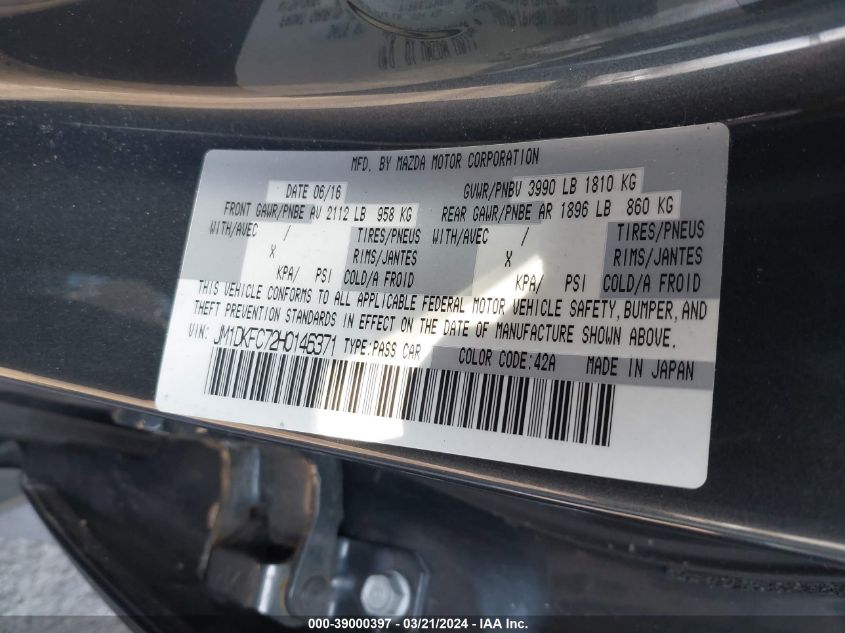 MFD. BY MAZDA MOTOR CORPORATION
DATE 06/16 GVWR/PNBV 3990 LB 1810 KG
FRONT GAWR/PNBE AV 2112 LB 958 KG REAR GAWR/PNBE AR 1896 LB 860 KG
WITH/AVEC / TIRES/PNEUS WITH/AVEC / TIRES/PNEUS
X RIMS/JANTES X RIMS/JANTES
KPA/ PSI COLD/A FROID KPA/ PSI COLD/A FROID
THIS VEHICLE CONFORMS TO ALL APPLICABLE FEDERAL MOTOR VEHICLE SAFETY, BUMPER, AND
THEFT PREVENTION STANDARDS IN EFFECT ON THE DATE OF MANUFACTURE SHOWN ABOVE.
VIN: JM1DKFC72H0146371 TYPE:PASS CAR COLOR CODE:42A MADE IN JAPAN
000-39000397 - 03/21/2024 - IAA Inc.